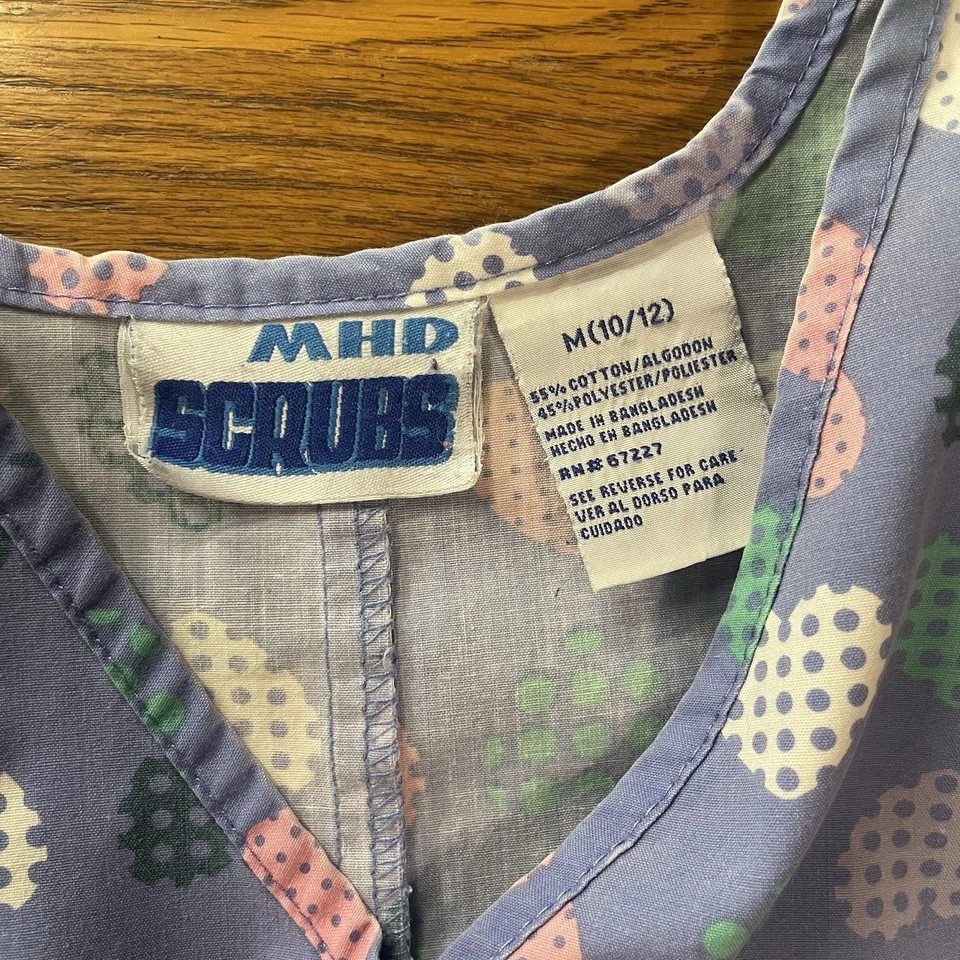 MHD
SCRUBS
M(10/12)
55% COTTON/ALGODON
45%POLYESTER/POLIESTER
MADE IN BANGLADESH
HECHO EN BANGLADESH
RN# 67227
SEE REVERSE FOR CARE
VER AL DORSO PARA
CUIDADO